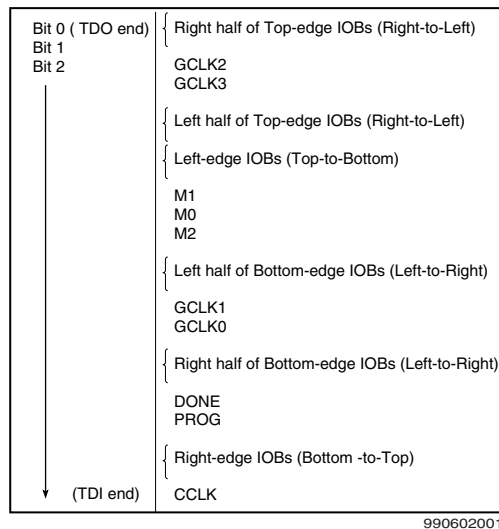 Bit 0 ( TDO end)
Bit 1
Bit 2
(TDI end)
Right half of Top-edge IOBs (Right-to-Left)
GCLK2
GCLK3
Left half of Top-edge IOBs (Right-to-Left)
Left-edge IOBs (Top-to-Bottom)
M1
M0
M2
Left half of Bottom-edge IOBs (Left-to-Right)
GCLK1
GCLK0
Right half of Bottom-edge IOBs (Left-to-Right)
DONE
PROG
Right-edge IOBs (Bottom -to-Top)
CCLK
990602001